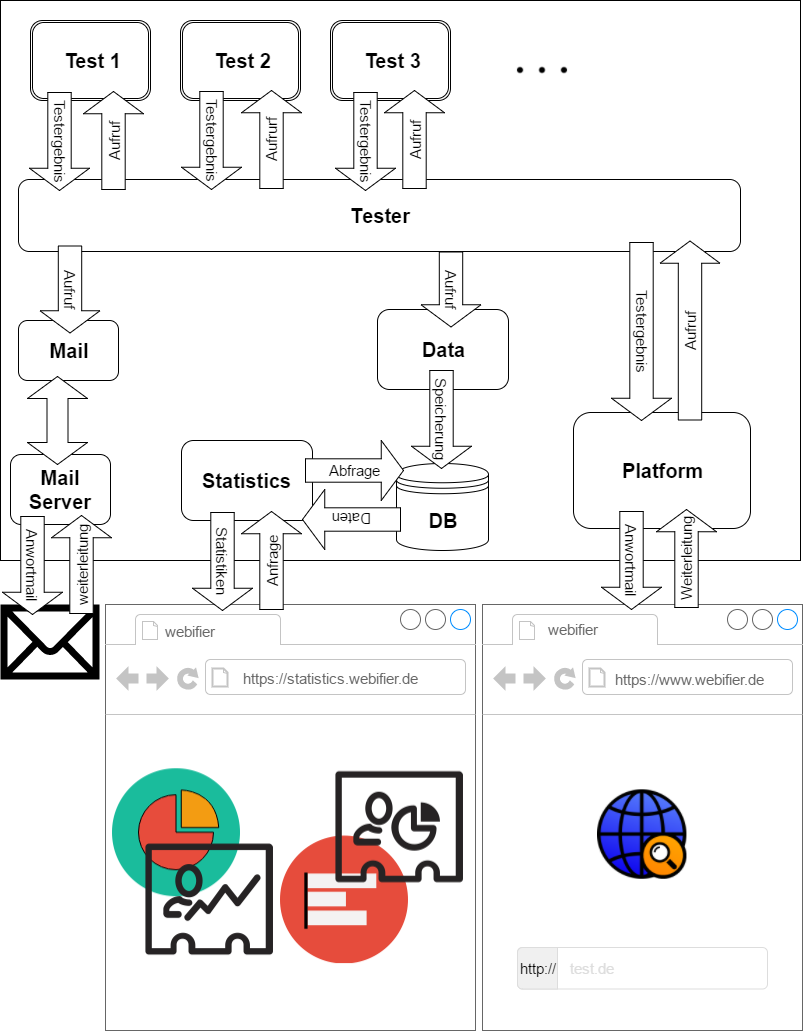 Test 1
Test 2
Test 3
. . .
Testergebnis
Aufruf
Testergebnis
Aufruf
Testergebnis
Aufruf
Tester
Aufruf
Aufruf
Testergebnis
Aufruf
Mail
Data
Speicherung
Mail
Server
Statistics
Abfrage
Daten
DB
Platform
Anwortmail
weiterleitung
Statistiken
Anfrage
Anwortmail
Weiterleitung
webifier
https://statistics.webifier.de
webifier
https://www.webifier.de
http://
test.de